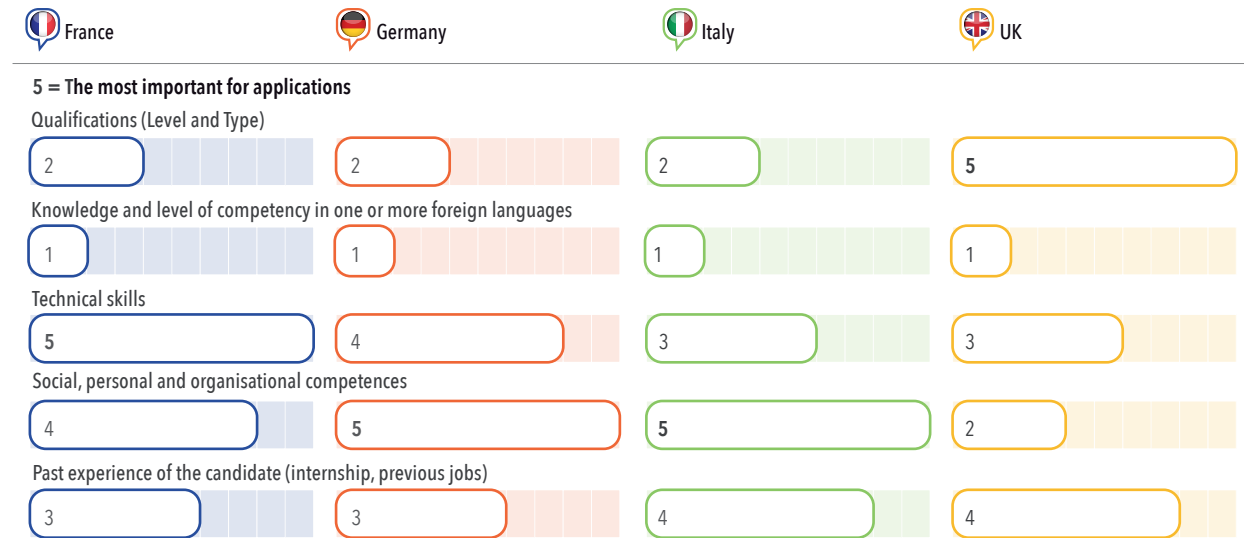 France Germany Italy UK
5 = The most important for applications
Qualifications (Level and Type)
2 2 2 5
Knowledge and level of competency in one or more foreign languages
1 1 1 1
Technical skills
5 4 3 3
Social, personal and organisational competences
4 5 5 2
Past experience of the candidate (internship, previous jobs)
3 3 4 4